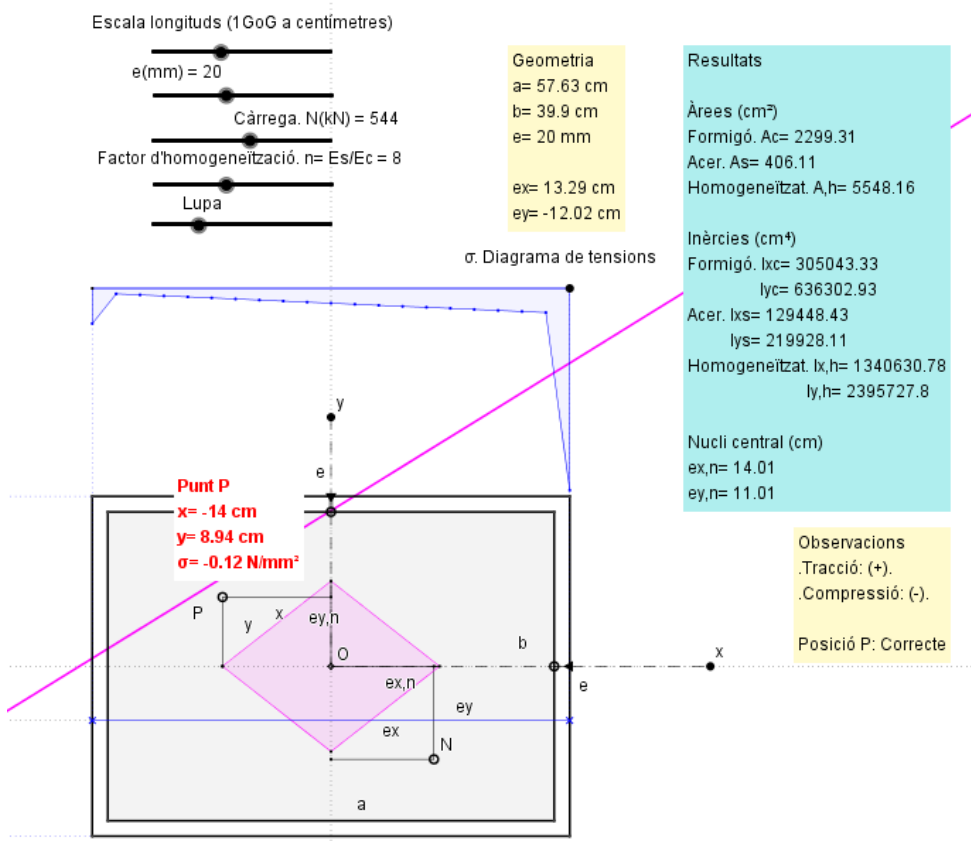 Escala longituds (1GoG a centímetres)
e(mm) = 20
Càrrega. N(kN) = 544
Factor d'homogeneïtzació. n= Es/Ec = 8
Lupa
Geometria
a= 57.63 cm
b= 39.9 cm
e= 20 mm
ex= 13.29 cm
ey= -12.02 cm
Resultats
Àrees (cm²)
Formigó. Ac= 2299.31
Acer. As= 406.11
Homogeneïtzat. A,h= 5548.16
Inèrcies (cm⁴)
Formigó. Ixc= 305043.33
Iyc= 636302.93
Acer. Ixs= 129448.43
Iys= 219928.11
Homogeneïtzat. Ix,h= 1340630.78
Iy,h= 2395727.8
Nucli central (cm)
ex,n= 14.01
ey,n= 11.01
σ. Diagrama de tensions
y
e
Punt P
x= -14 cm
y= 8.94 cm
σ= -0.12 N/mm²
P
x
y
ey,n
O
b
x
ex,n
e
ey
ex
N
a
Observacions
.Tracció: (+).
.Compressió: (-).
Posició P: Correcte